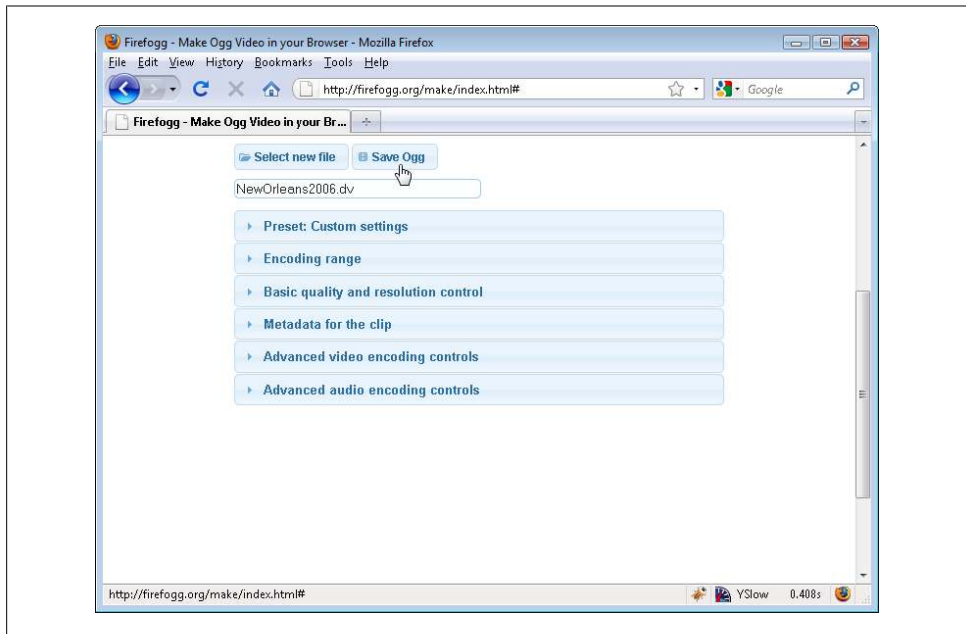 Firefogg - Make Ogg Video in your Browser - Mozilla Firefox
File Edit View History Bookmarks Tools Help
http://firefogg.org/make/index.html# Google
Firefogg - Make Ogg Video in your Br...
Select new file Save Ogg
NewOrleans2006.dv
Preset: Custom settings
Encoding range
Basic quality and resolution control
Metadata for the clip
Advanced video encoding controls
Advanced audio encoding controls
http://firefogg.org/make/index.html# YSlow 0.408s